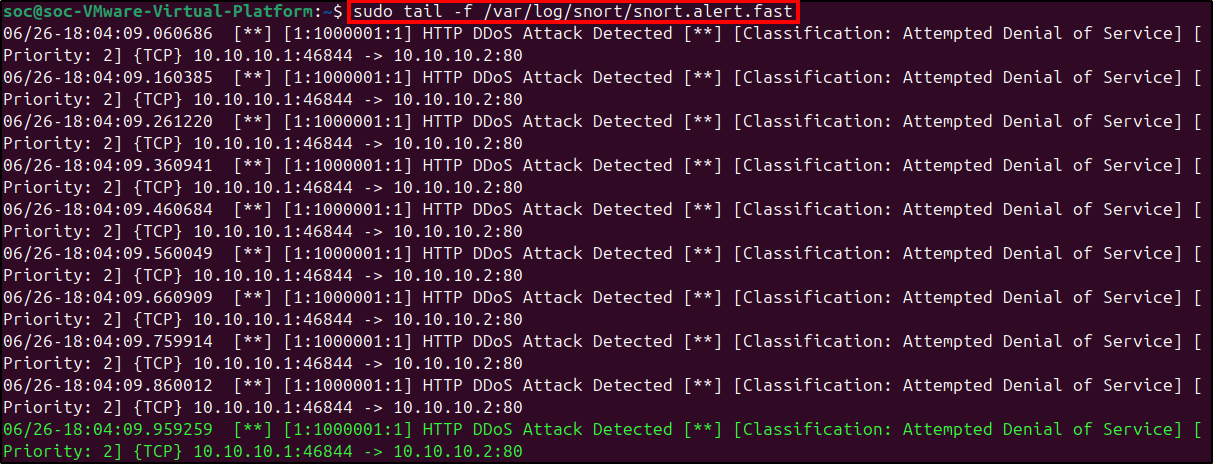 soc@soc-VMware-Virtual-Platform:~$ sudo tail -f /var/log/snort/snort.alert.fast
06/26-18:04:09.060686  [**] [1:1000001:1] HTTP DDoS Attack Detected [**] [Classification: Attempted Denial of Service] [
Priority: 2] {TCP} 10.10.10.1:46844 -> 10.10.10.2:80
06/26-18:04:09.160385  [**] [1:1000001:1] HTTP DDoS Attack Detected [**] [Classification: Attempted Denial of Service] [
Priority: 2] {TCP} 10.10.10.1:46844 -> 10.10.10.2:80
06/26-18:04:09.261220  [**] [1:1000001:1] HTTP DDoS Attack Detected [**] [Classification: Attempted Denial of Service] [
Priority: 2] {TCP} 10.10.10.1:46844 -> 10.10.10.2:80
06/26-18:04:09.360941  [**] [1:1000001:1] HTTP DDoS Attack Detected [**] [Classification: Attempted Denial of Service] [
Priority: 2] {TCP} 10.10.10.1:46844 -> 10.10.10.2:80
06/26-18:04:09.460684  [**] [1:1000001:1] HTTP DDoS Attack Detected [**] [Classification: Attempted Denial of Service] [
Priority: 2] {TCP} 10.10.10.1:46844 -> 10.10.10.2:80
06/26-18:04:09.560049  [**] [1:1000001:1] HTTP DDoS Attack Detected [**] [Classification: Attempted Denial of Service] [
Priority: 2] {TCP} 10.10.10.1:46844 -> 10.10.10.2:80
06/26-18:04:09.660909  [**] [1:1000001:1] HTTP DDoS Attack Detected [**] [Classification: Attempted Denial of Service] [
Priority: 2] {TCP} 10.10.10.1:46844 -> 10.10.10.2:80
06/26-18:04:09.759914  [**] [1:1000001:1] HTTP DDoS Attack Detected [**] [Classification: Attempted Denial of Service] [
Priority: 2] {TCP} 10.10.10.1:46844 -> 10.10.10.2:80
06/26-18:04:09.860012  [**] [1:1000001:1] HTTP DDoS Attack Detected [**] [Classification: Attempted Denial of Service] [
Priority: 2] {TCP} 10.10.10.1:46844 -> 10.10.10.2:80
06/26-18:04:09.959259  [**] [1:1000001:1] HTTP DDoS Attack Detected [**] [Classification: Attempted Denial of Service] [
Priority: 2] {TCP} 10.10.10.1:46844 -> 10.10.10.2:80